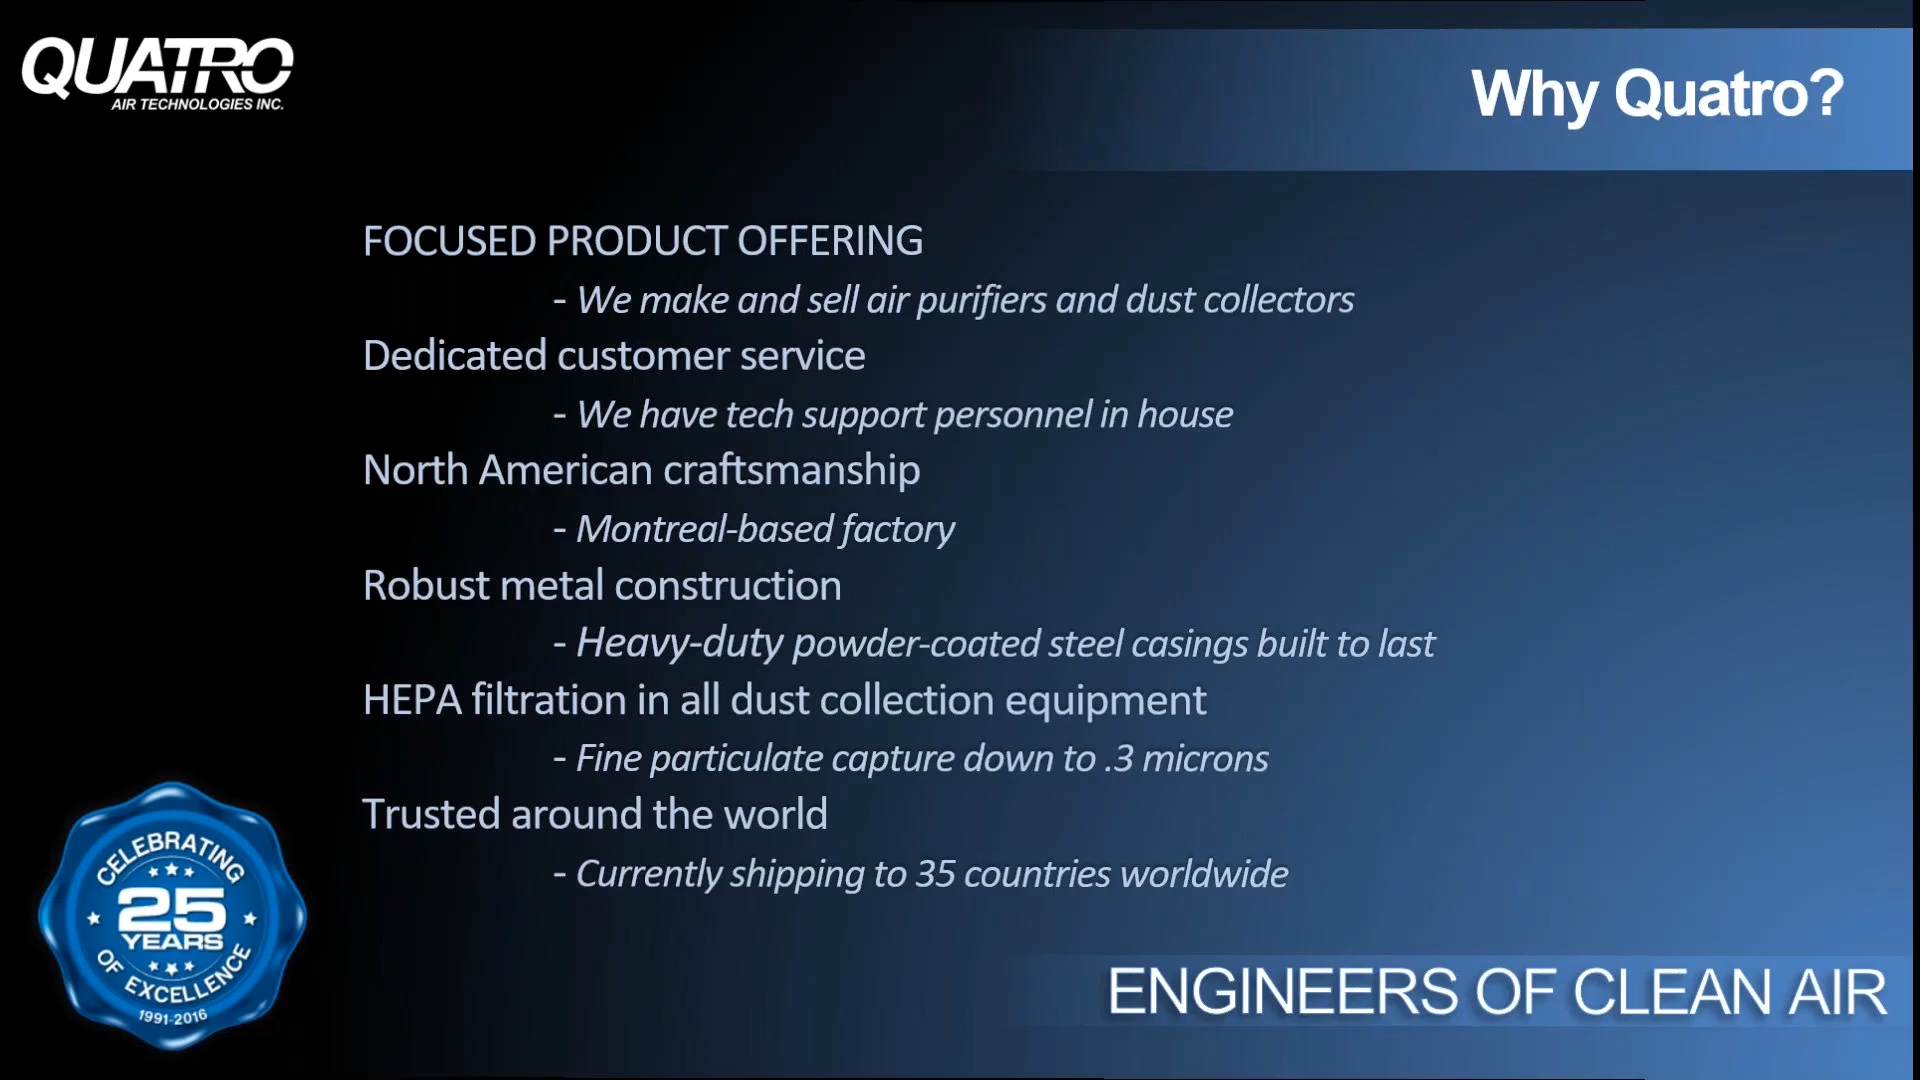 QUATRO
AIR TECHNOLOGIES INC.
Why Quatro?
FOCUSED PRODUCT OFFERING
- We make and sell air purifiers and dust collectors
Dedicated customer service
- We have tech support personnel in house
North American craftsmanship
- Montreal-based factory
Robust metal construction
- Heavy-duty powder-coated steel casings built to last
HEPA filtration in all dust collection equipment
- Fine particulate capture down to .3 microns
Trusted around the world
- Currently shipping to 35 countries worldwide
CELEBRATING
25
YEARS
OF EXCELLENCE
1991-2016
ENGINEERS OF CLEAN AIR